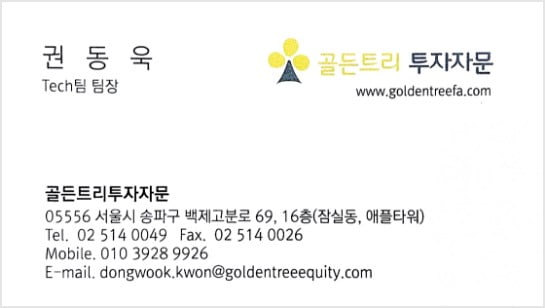 권 동 욱
Tech팀 팀장
골든트리 투자자문
www.goldentreefa.com
골든트리투자자문
05556 서울시 송파구 백제고분로 69, 16층(잠실동, 애플타워)
Tel. 02 514 0049 Fax. 02 514 0026
Mobile. 010 3928 9926
E-mail. dongwook.kwon@goldentreeequity.com